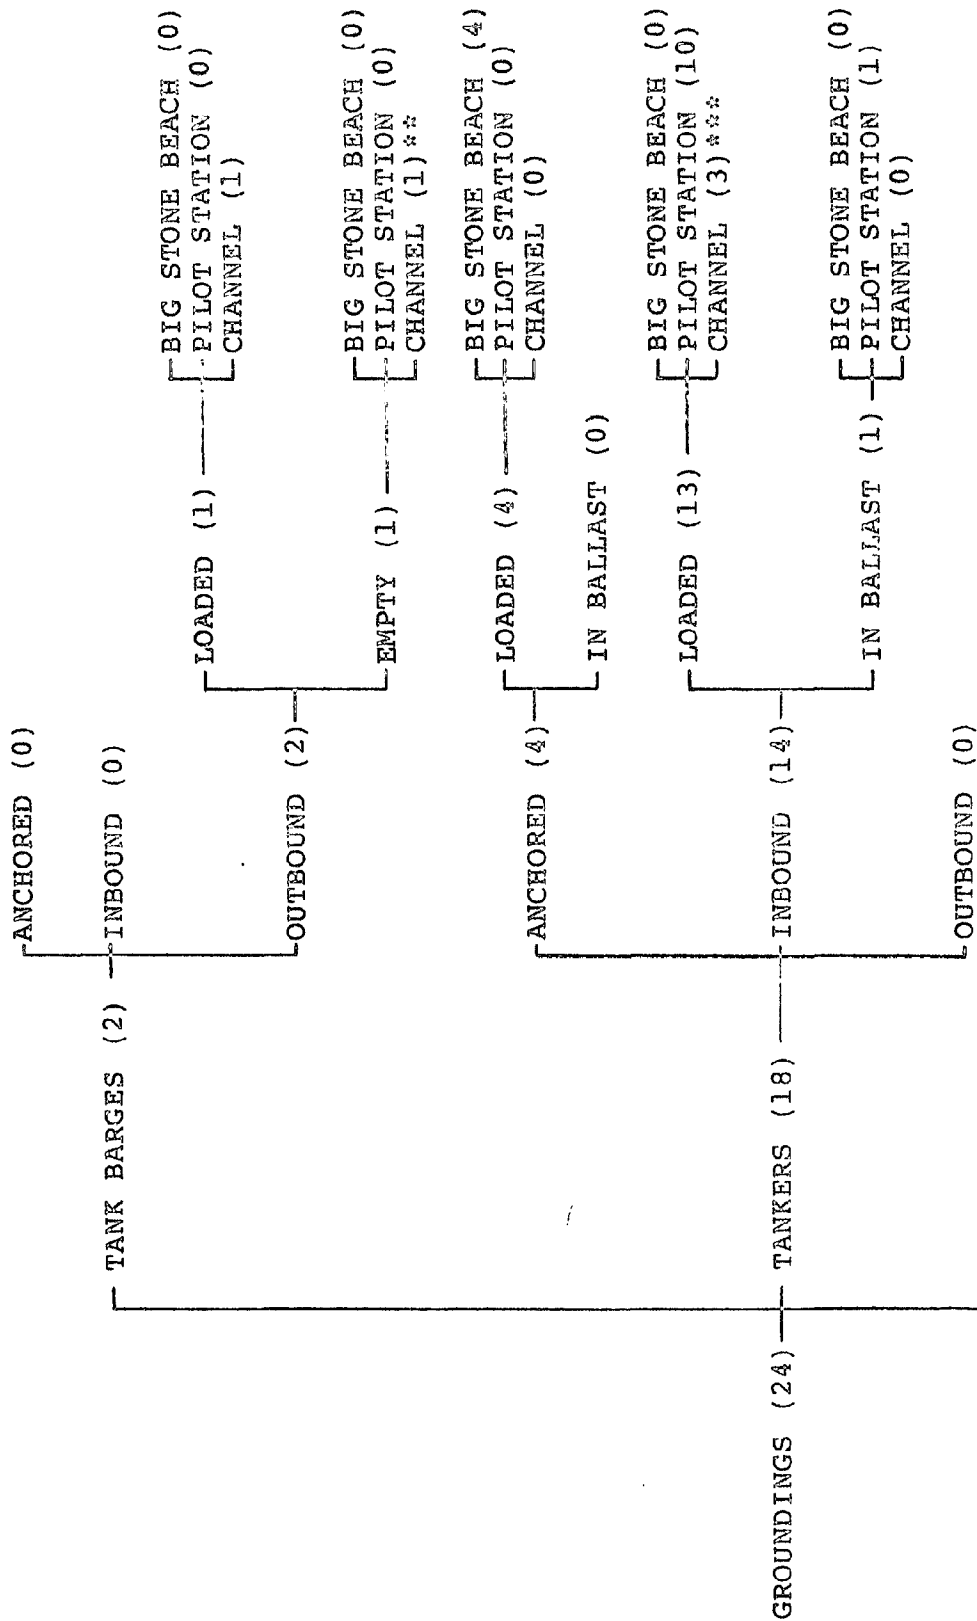 ANCHORED (0)
TANK BARGES (2)
INBOUND (0)
BIG STONE BEACH (0)
LOADED (1)
PILOT STATION (0)
CHANNEL (1)
OUTBOUND (2)
BIG STONE BEACH (0)
EMPTY (1)
PILOT STATION (0)
CHANNEL (1)**
BIG STONE BEACH (4)
ANCHORED (4)
LOADED (4)
PILOT STATION (0)
CHANNEL (0)
IN BALLAST (0)
BIG STONE BEACH (0)
LOADED (13)
PILOT STATION (10)
CHANNEL (3)***
GROUNDINGS (24)
TANKERS (18)
INBOUND (14)
BIG STONE BEACH (0)
IN BALLAST (1)
PILOT STATION (1)
CHANNEL (0)
OUTBOUND (0)